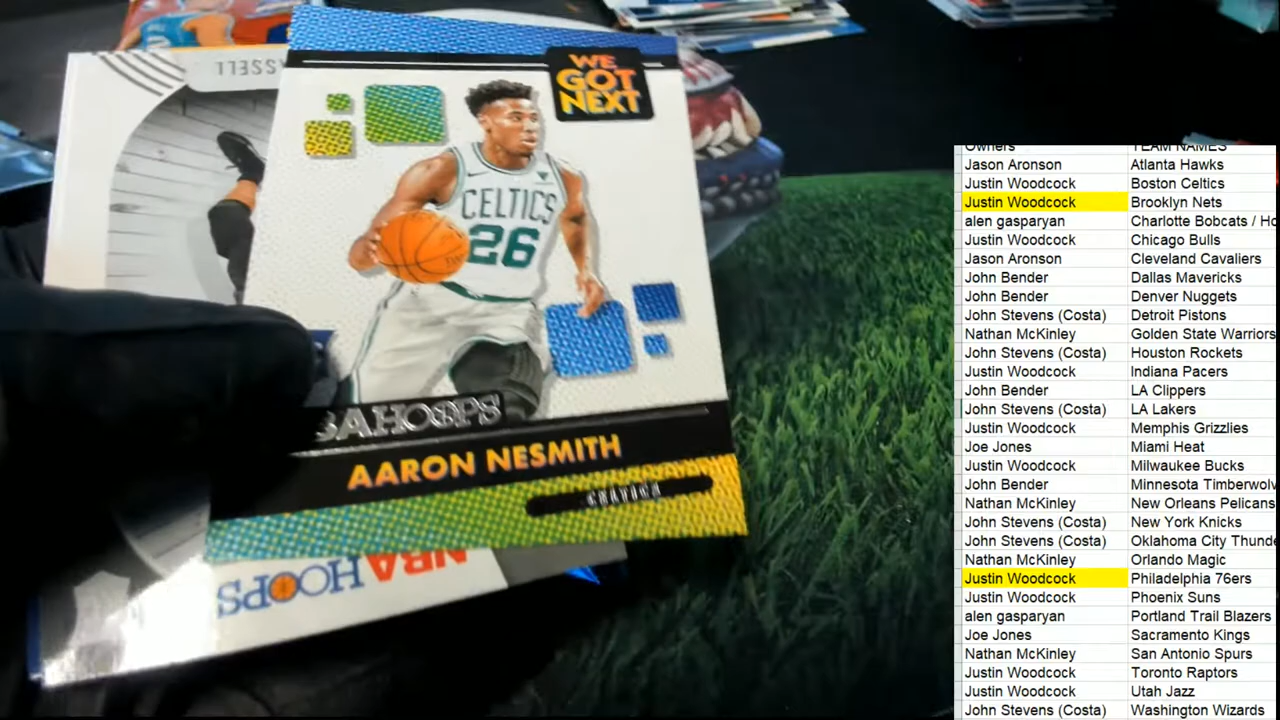 SSELL
WE
GOT
NEXT
CELTICS
26
NBA HOOPS
AARON NESMITH
CELTICS
NBA HOOPS
Owners TEAM NAMES
Jason Aronson Atlanta Hawks
Justin Woodcock Boston Celtics
Justin Woodcock Brooklyn Nets
alen gasparyan Charlotte Bobcats / Ho
Justin Woodcock Chicago Bulls
Jason Aronson Cleveland Cavaliers
John Bender Dallas Mavericks
John Bender Denver Nuggets
John Stevens (Costa) Detroit Pistons
Nathan McKinley Golden State Warriors
John Stevens (Costa) Houston Rockets
Justin Woodcock Indiana Pacers
John Bender LA Clippers
John Stevens (Costa) LA Lakers
Justin Woodcock Memphis Grizzlies
Joe Jones Miami Heat
Justin Woodcock Milwaukee Bucks
John Bender Minnesota Timberwolv
Nathan McKinley New Orleans Pelicans
John Stevens (Costa) New York Knicks
John Stevens (Costa) Oklahoma City Thunde
Nathan McKinley Orlando Magic
Justin Woodcock Philadelphia 76ers
Justin Woodcock Phoenix Suns
alen gasparyan Portland Trail Blazers
Joe Jones Sacramento Kings
Nathan McKinley San Antonio Spurs
Justin Woodcock Toronto Raptors
Justin Woodcock Utah Jazz
John Stevens (Costa) Washington Wizards